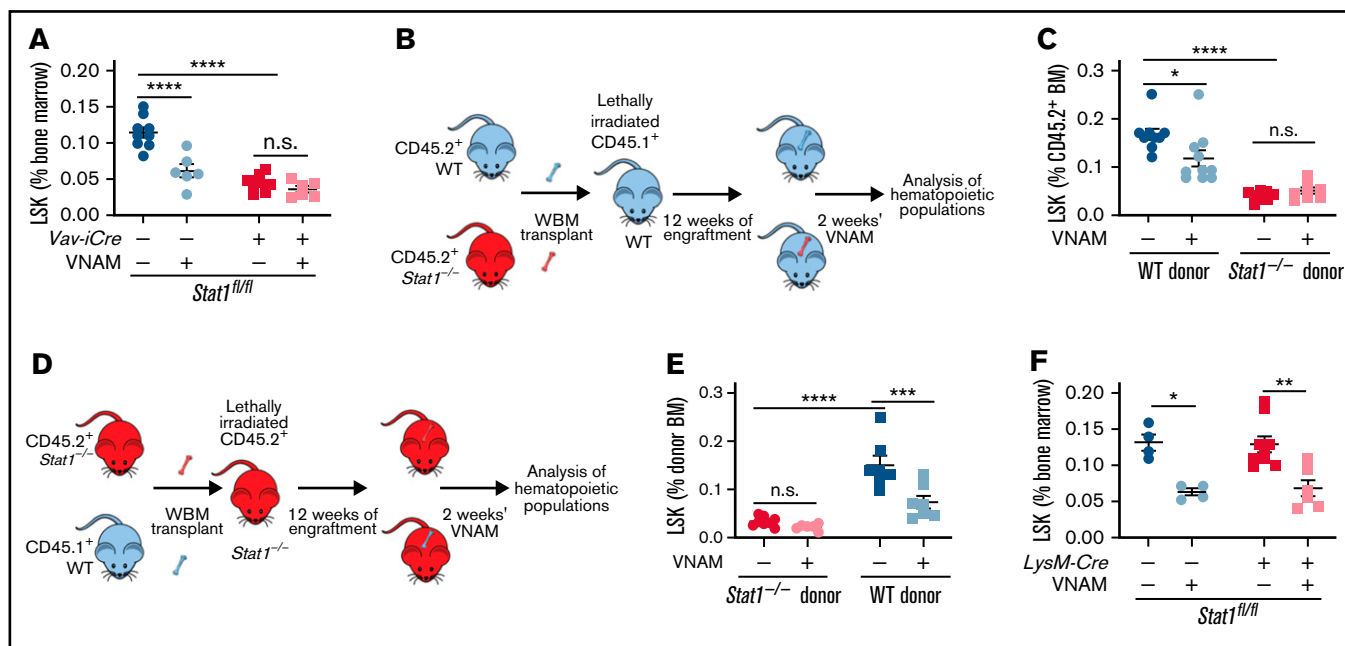 A
LSK (% bone marrow)
0.20
0.15
0.10
0.05
0.00
****
****
n.s.
Vav-iCre – – + +
VNAM – + – +
Stat1fl/fl
B
CD45.2+
WT
CD45.2+
Stat1–/–
WBM
transplant
Lethally
irradiated
CD45.1+
WT
12 weeks of
engraftment
2 weeks'
VNAM
Analysis of
hematopoietic
populations
C
LSK (% CD45.2+ BM)
0.3
0.2
0.1
0.0
****
*
n.s.
VNAM – + – +
WT donor Stat1–/– donor
D
CD45.2+
Stat1–/–
CD45.1+
WT
WBM
transplant
Lethally
irradiated
CD45.2+
Stat1–/–
12 weeks of
engraftment
2 weeks'
VNAM
Analysis of
hematopoietic
populations
E
LSK (% donor BM)
0.3
0.2
0.1
0.0
****
***
n.s.
VNAM – + – +
Stat1–/– donor WT donor
F
LSK (% bone marrow)
0.20
0.15
0.10
0.05
0.00
*
**
LysM-Cre – – + +
VNAM – + – +
Stat1fl/fl